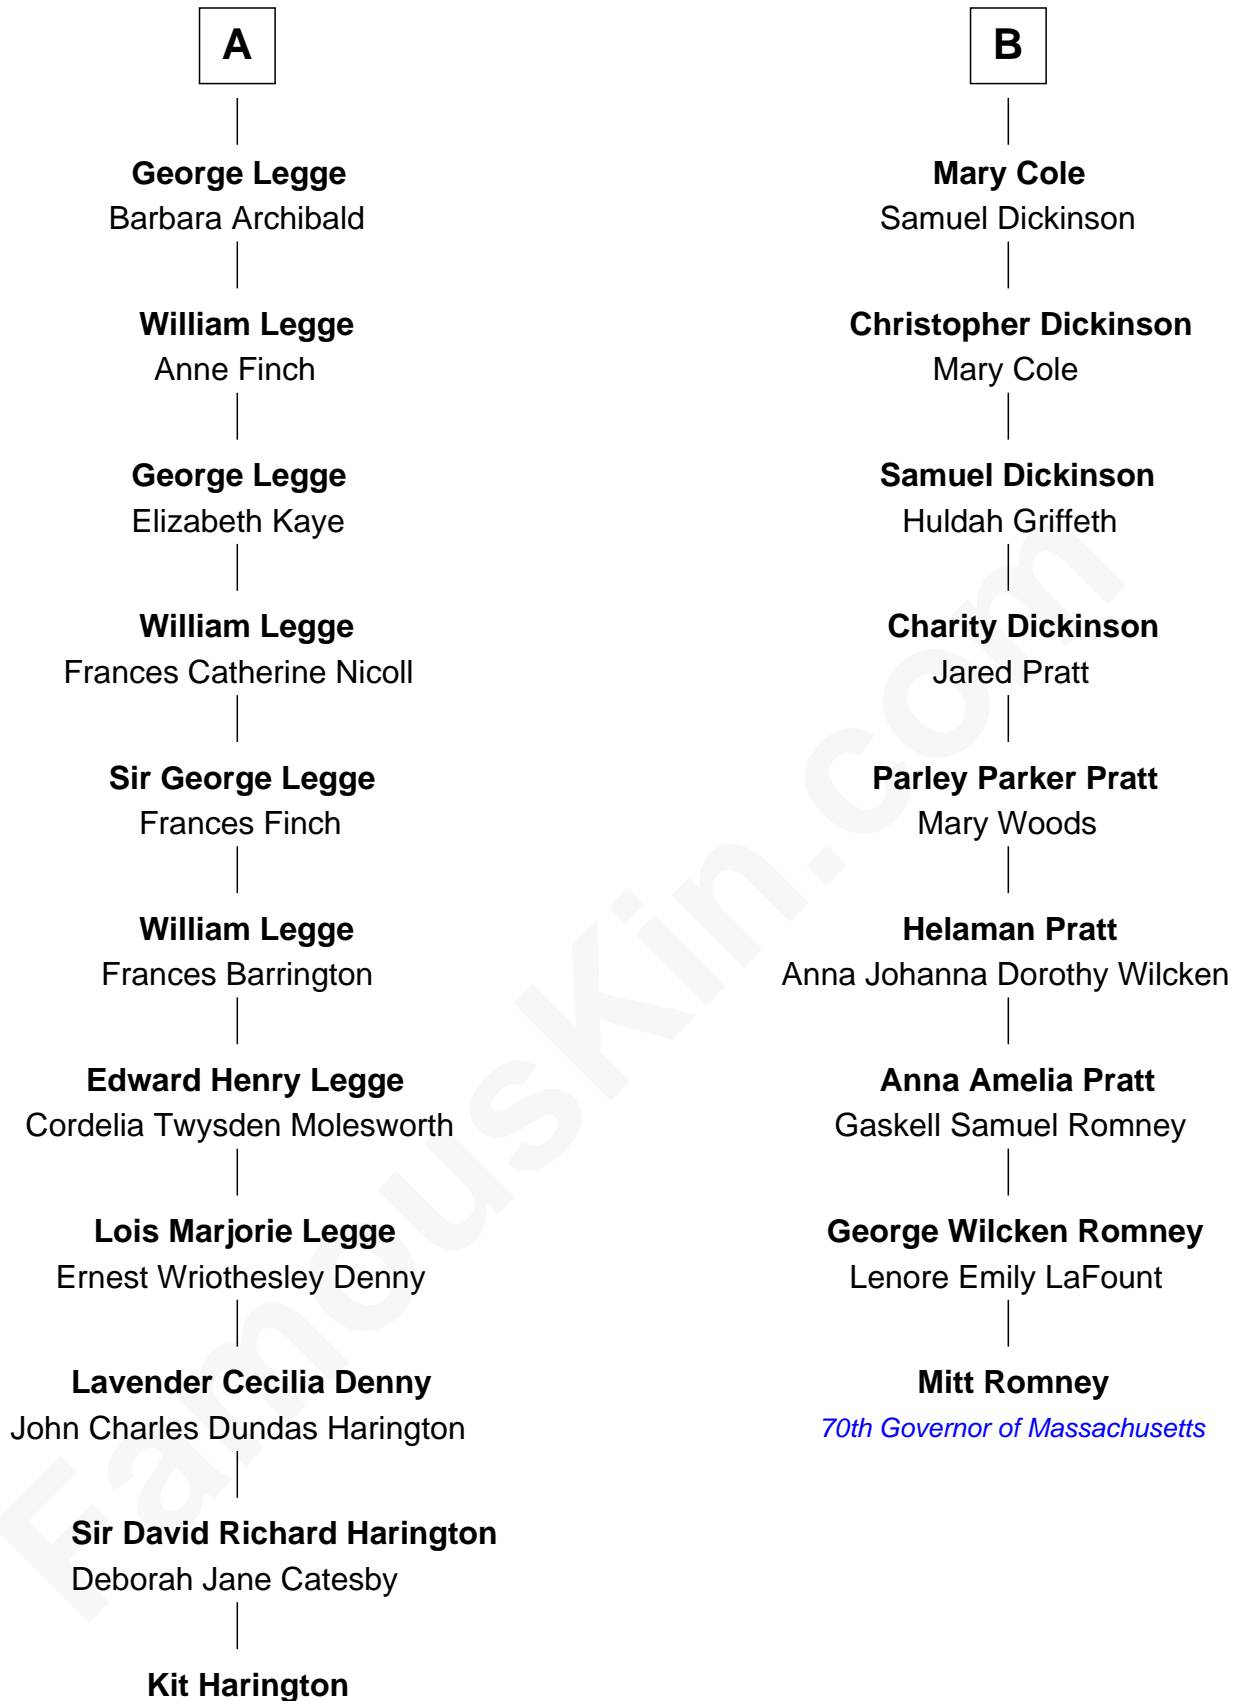 A
George Legge
Barbara Archibald
William Legge
Anne Finch
George Legge
Elizabeth Kaye
William Legge
Frances Catherine Nicoll
Sir George Legge
Frances Finch
William Legge
Frances Barrington
Edward Henry Legge
Cordelia Twysden Molesworth
Lois Marjorie Legge
Ernest Wriothesley Denny
Lavender Cecilia Denny
John Charles Dundas Harington
Sir David Richard Harington
Deborah Jane Catesby
Kit Harington
B
Mary Cole
Samuel Dickinson
Christopher Dickinson
Mary Cole
Samuel Dickinson
Huldah Griffeth
Charity Dickinson
Jared Pratt
Parley Parker Pratt
Mary Woods
Helaman Pratt
Anna Johanna Dorothy Wilcken
Anna Amelia Pratt
Gaskell Samuel Romney
George Wilcken Romney
Lenore Emily LaFount
Mitt Romney
70th Governor of Massachusetts
FamousKin.com